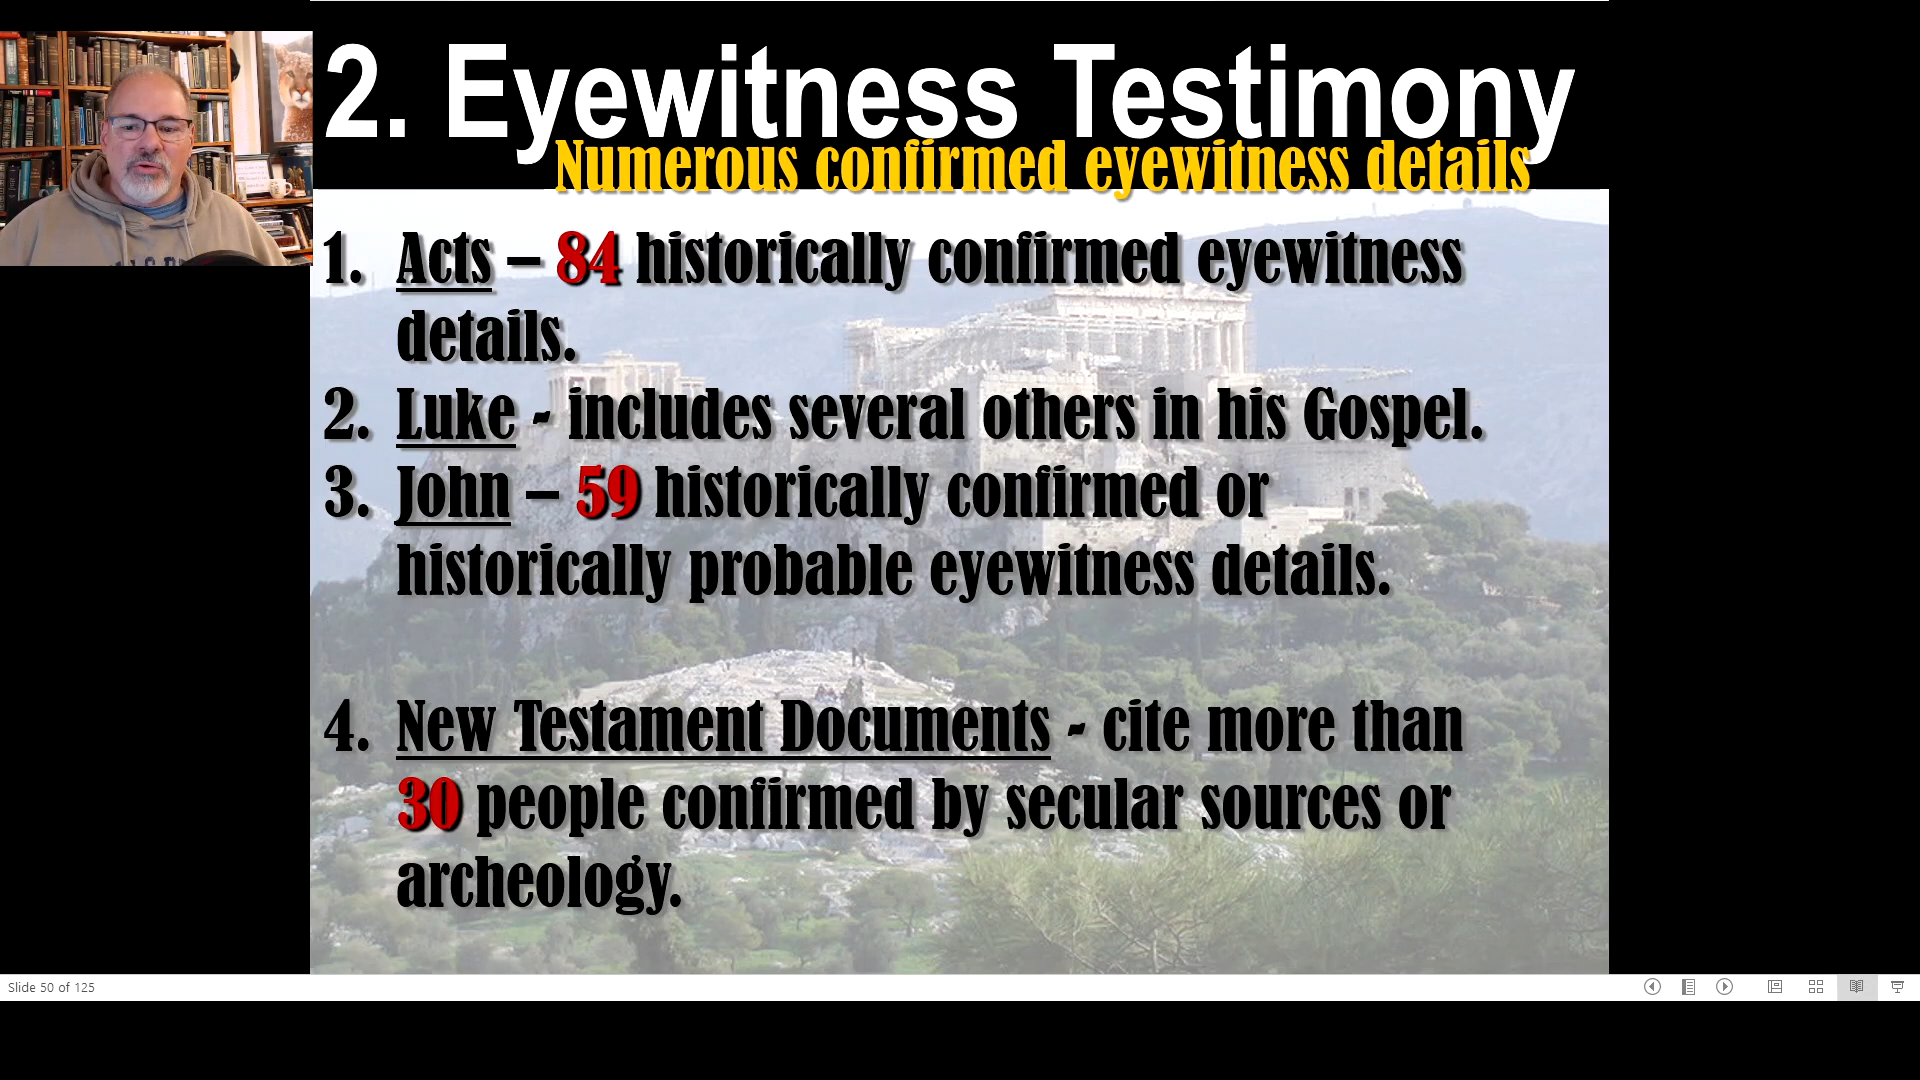 2. Eyewitness Testimony
Numerous confirmed eyewitness details
1. Acts – 84 historically confirmed eyewitness
details.
2. Luke - includes several others in his Gospel.
3. John – 59 historically confirmed or
historically probable eyewitness details.
4. New Testament Documents - cite more than
30 people confirmed by secular sources or
archeology.
Slide 50 of 125